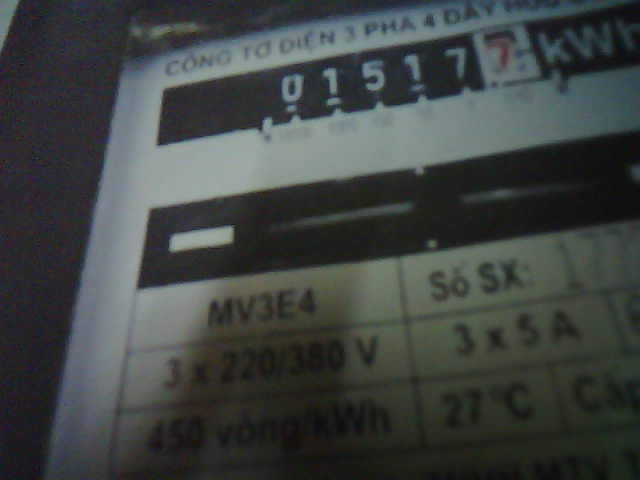 CÔNG TƠ ĐIỆN 3 PHA 4 DÂY
01517 7 kWh
MV3E4 Số SX:
3 x 220/380 V 3 x 5 A
450 vòng/kWh 27°C Cấp